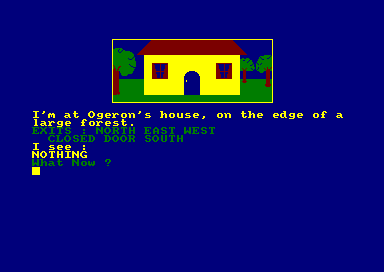 I'm at Ogeron's house, on the edge of a
large forest.
EXITS : NORTH EAST WEST
CLOSED DOOR SOUTH
I see :
NOTHING
What Now ?